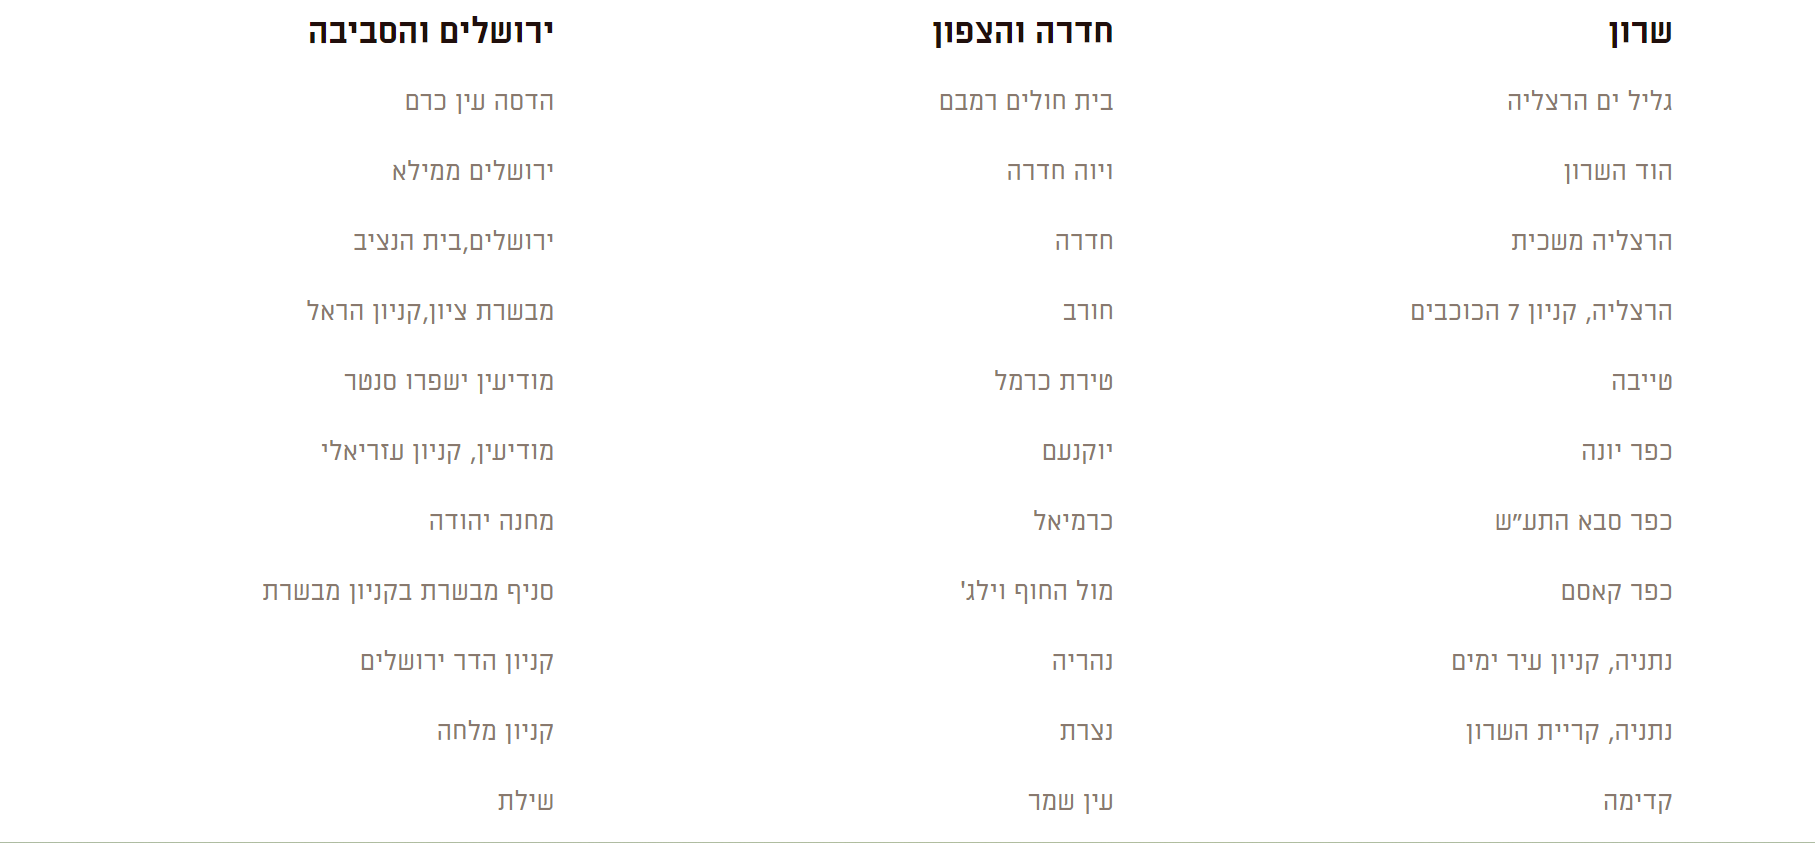 שרון
גליל ים הרצליה
הוד השרון
הרצליה משכית
הרצליה, קניון 7 הכוכבים
טייבה
כפר יונה
כפר סבא התע״ש
כפר קאסם
נתניה, קניון עיר ימים
נתניה, קריית השרון
קדימה
חדרה והצפון
בית חולים רמבם
ויוה חדרה
חדרה
חורב
טירת כרמל
יוקנעם
כרמיאל
מול החוף וילג'
נהריה
נצרת
עין שמר
ירושלים והסביבה
הדסה עין כרם
ירושלים ממילא
ירושלים,בית הנציב
מבשרת ציון,קניון הראל
מודיעין ישפרו סנטר
מודיעין, קניון עזריאלי
מחנה יהודה
סניף מבשרת בקניון מבשרת
קניון הדר ירושלים
קניון מלחה
שילת